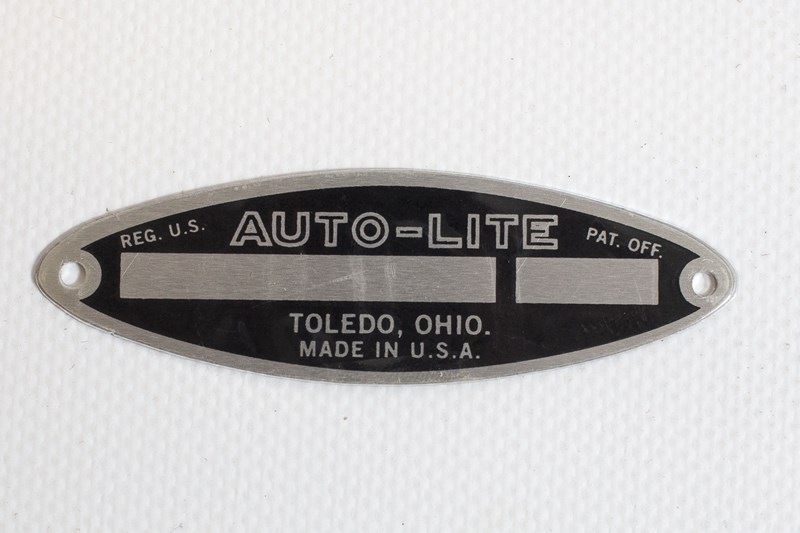 REG. U.S. AUTO-LITE PAT. OFF.
TOLEDO, OHIO.
MADE IN U.S.A.